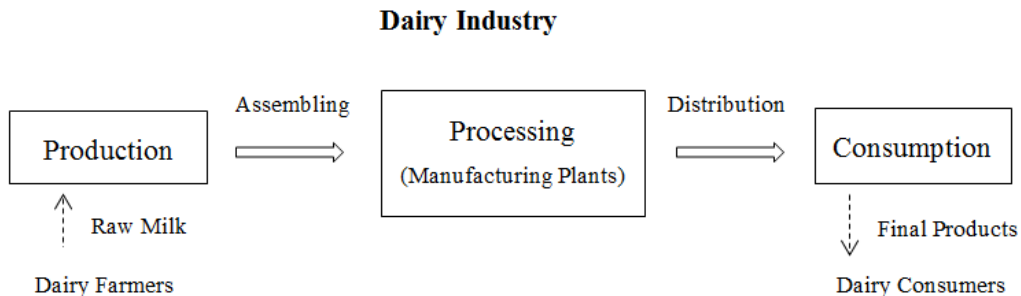 Dairy Industry
Assembling
Distribution
Production
Processing
(Manufacturing Plants)
Consumption
Raw Milk
Final Products
Dairy Farmers
Dairy Consumers